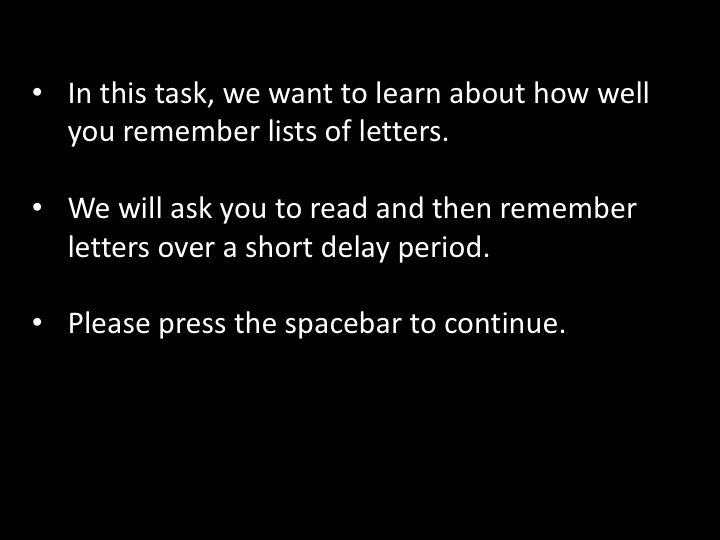 • In this task, we want to learn about how well
you remember lists of letters.
• We will ask you to read and then remember
letters over a short delay period.
• Please press the spacebar to continue.